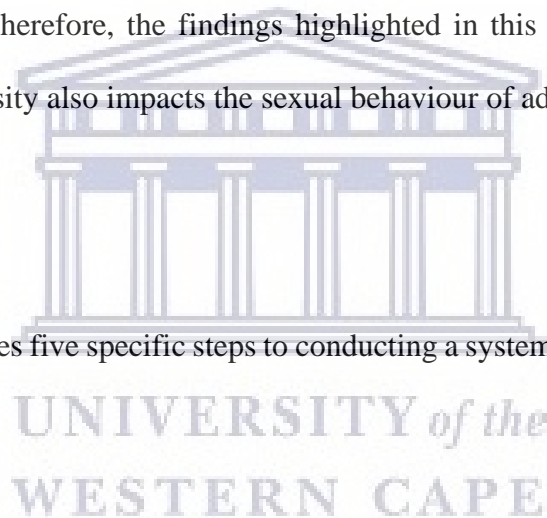 herefore, the findings highlighted in this
sity also impacts the sexual behaviour of ad
es five specific steps to conducting a system
UNIVERSITY of the
WESTERN CAPE